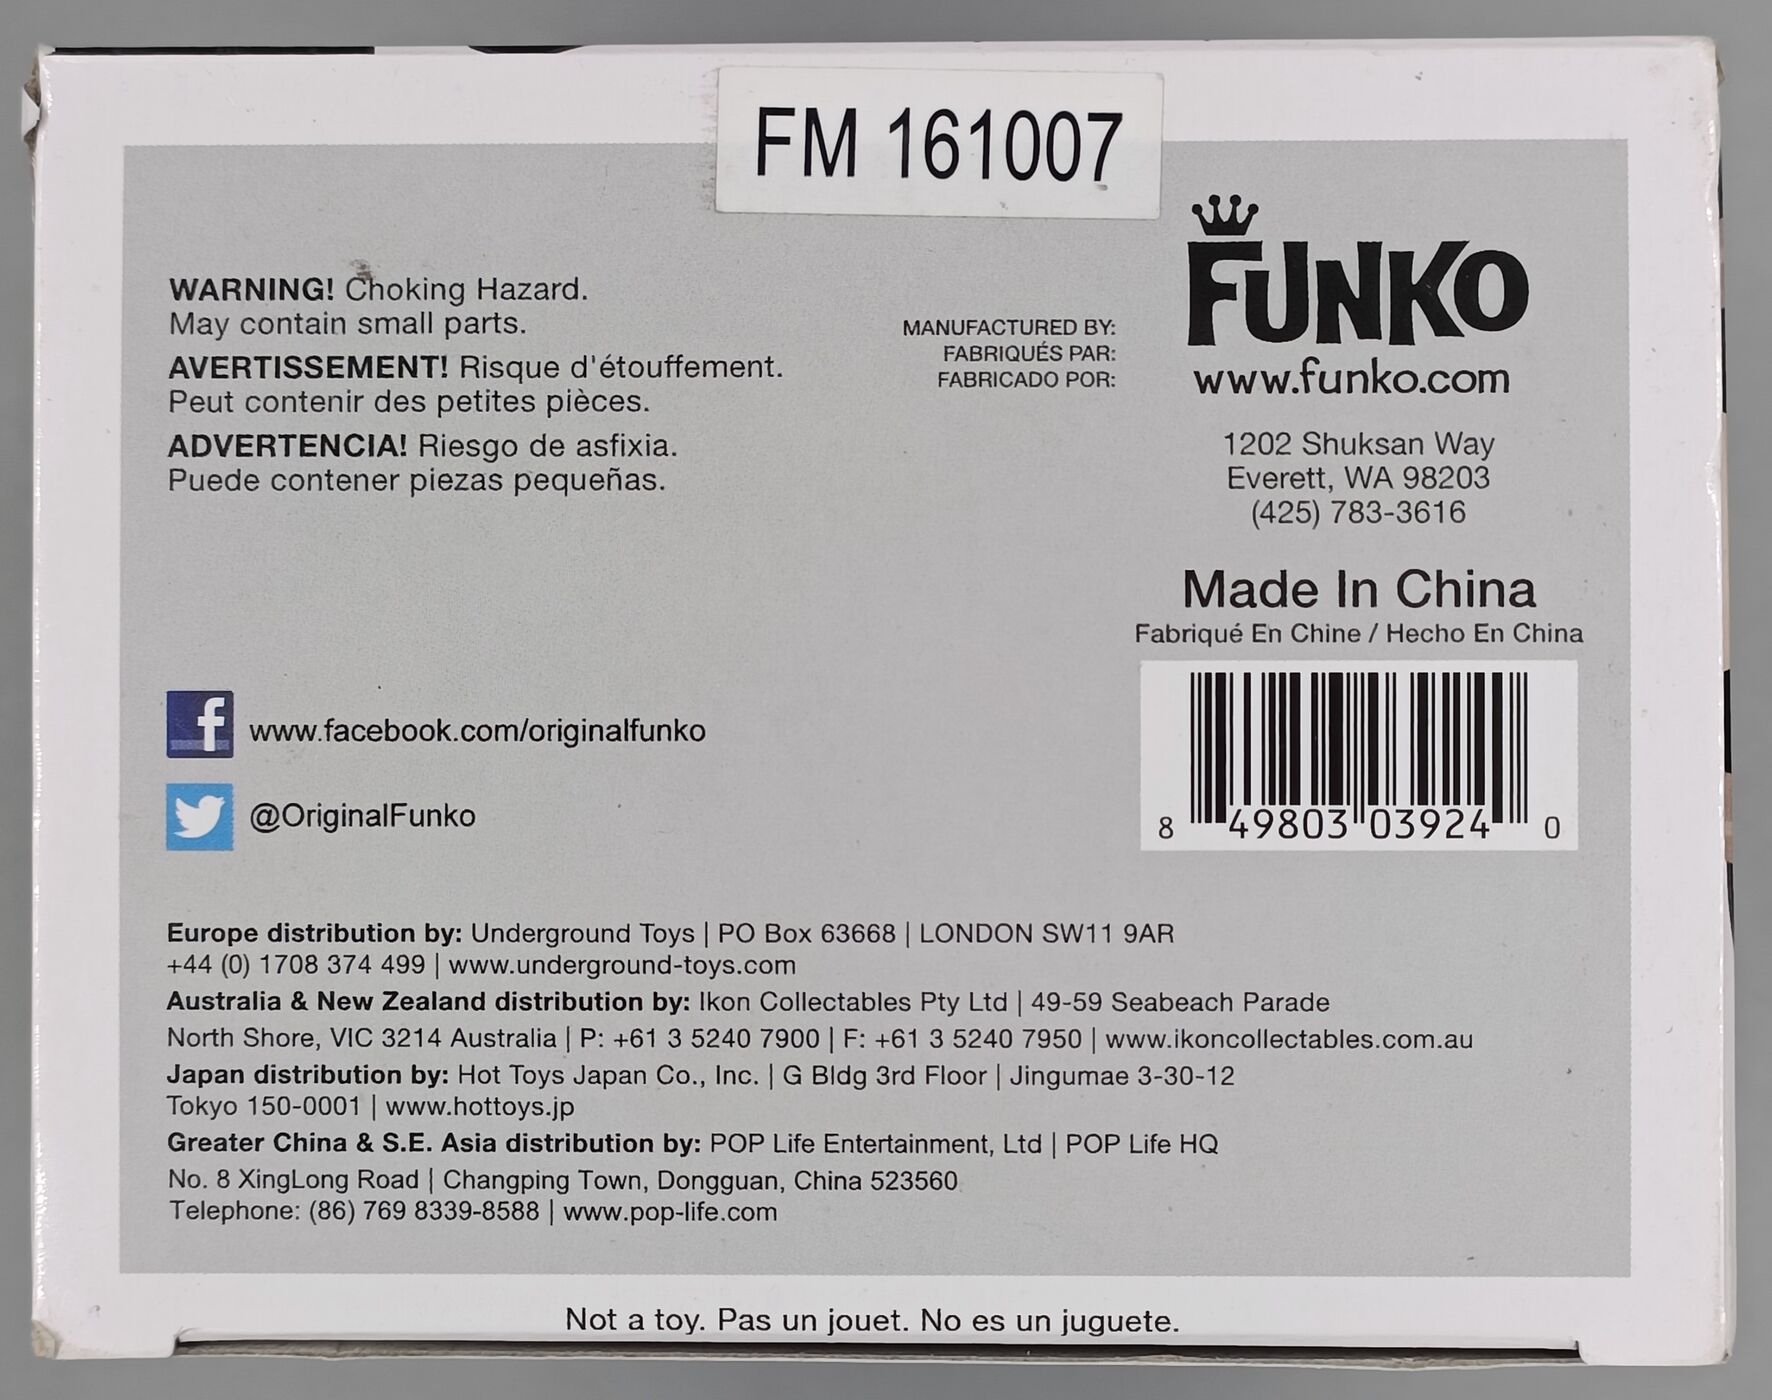 FM 161007
WARNING! Choking Hazard.
May contain small parts.
AVERTISSEMENT! Risque d'étouffement.
Peut contenir des petites pièces.
ADVERTENCIA! Riesgo de asfixia.
Puede contener piezas pequeñas.
MANUFACTURED BY:
FABRIQUÉS PAR:
FABRICADO POR:
FUNKO
www.funko.com
1202 Shuksan Way
Everett, WA 98203
(425) 783-3616
Made In China
Fabriqué En Chine / Hecho En China
8 49803 03924 0
f www.facebook.com/originalfunko
@OriginalFunko
Europe distribution by: Underground Toys | PO Box 63668 | LONDON SW11 9AR
+44 (0) 1708 374 499 | www.underground-toys.com
Australia & New Zealand distribution by: Ikon Collectables Pty Ltd | 49-59 Seabeach Parade
North Shore, VIC 3214 Australia | P: +61 3 5240 7900 | F: +61 3 5240 7950 | www.ikoncollectables.com.au
Japan distribution by: Hot Toys Japan Co., Inc. | G Bldg 3rd Floor | Jingumae 3-30-12
Tokyo 150-0001 | www.hottoys.jp
Greater China & S.E. Asia distribution by: POP Life Entertainment, Ltd | POP Life HQ
No. 8 XingLong Road | Changping Town, Dongguan, China 523560
Telephone: (86) 769 8339-8588 | www.pop-life.com
Not a toy. Pas un jouet. No es un juguete.